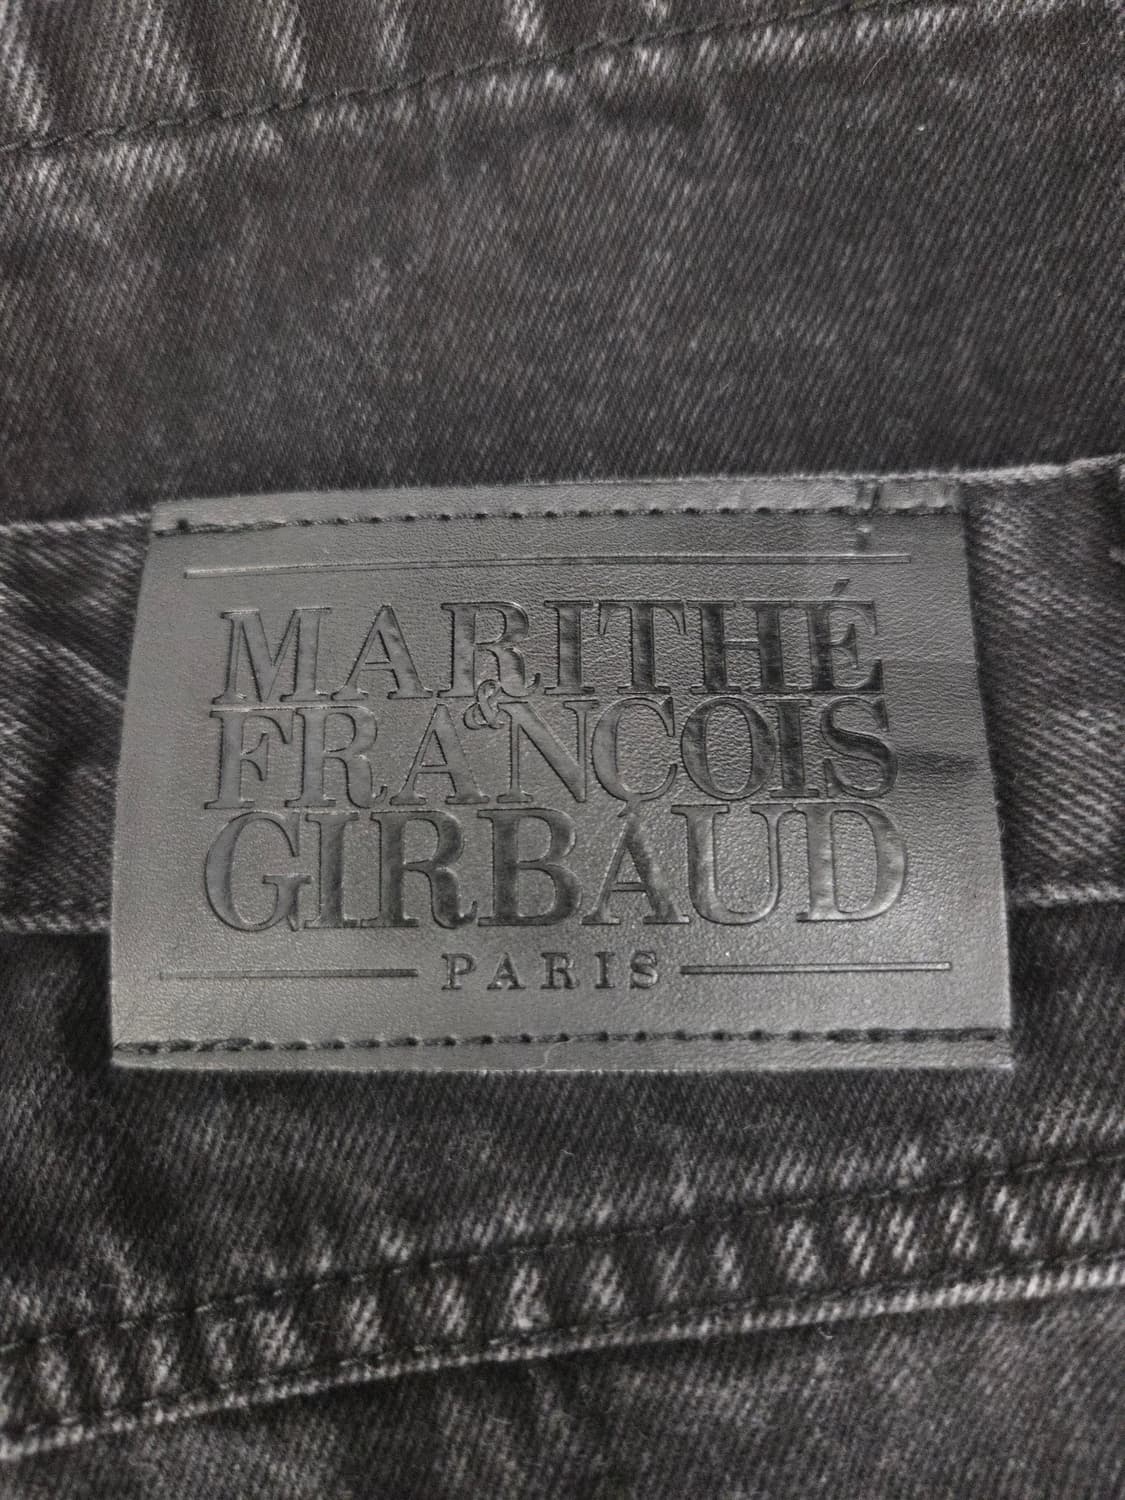 MARITHÉ
&
FRANÇOIS
GIRBAUD
PARIS